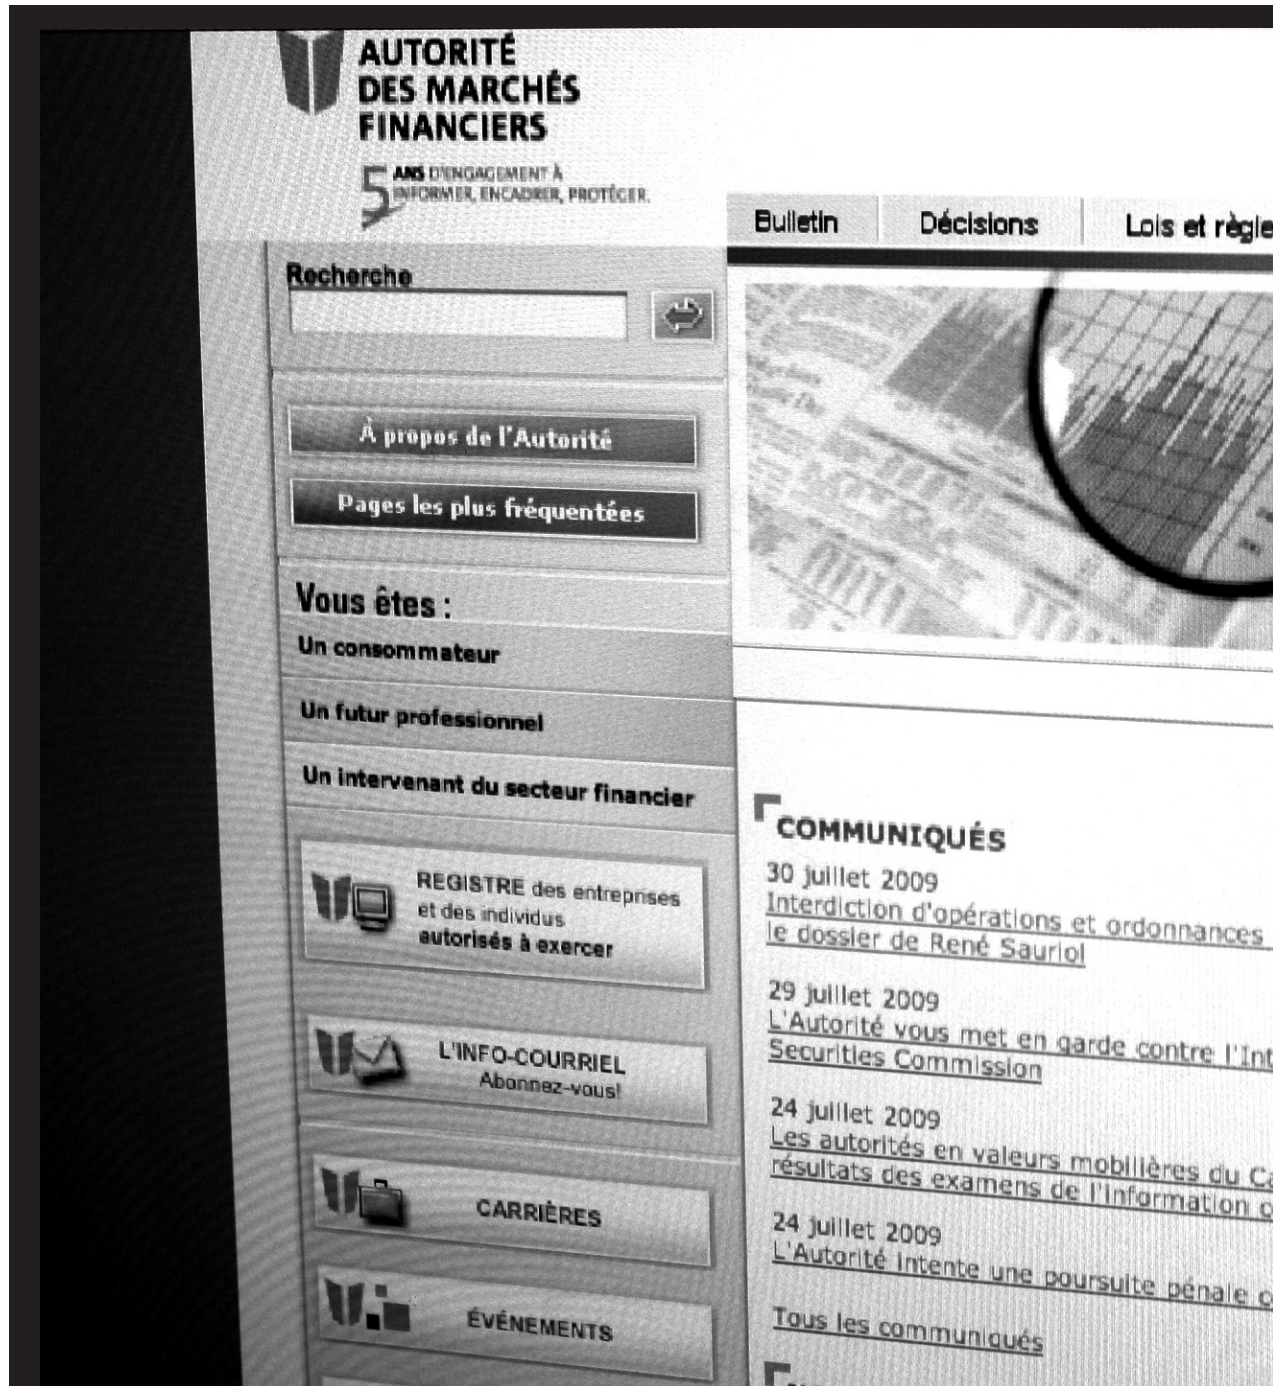 AUTORITÉ
DES MARCHÉS
FINANCIERS
5 ANS D'ENGAGEMENT À
INFORMER, ENCADRER, PROTÉGER.
Bulletin Décisions Lois et règle
Recherche
À propos de l'Autorité
Pages les plus fréquentées
Vous êtes :
Un consommateur
Un futur professionnel
Un intervenant du secteur financier
REGISTRE des entreprises
et des individus
autorisés à exercer
L'INFO-COURRIEL
Abonnez-vous!
CARRIÈRES
ÉVÉNEMENTS
COMMUNIQUÉS
30 juillet 2009
Interdiction d'opérations et ordonnances
le dossier de René Sauriol
29 juillet 2009
L'Autorité vous met en garde contre l'Int
Securities Commission
24 juillet 2009
Les autorités en valeurs mobilières du Ca
résultats des examens de l'information c
24 juillet 2009
L'Autorité intente une poursuite pénale c
Tous les communiqués